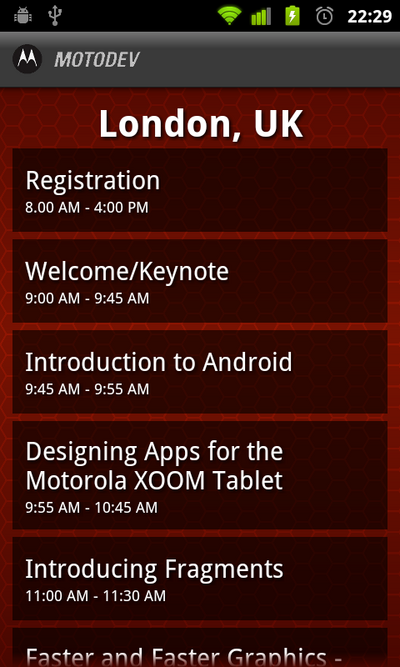 22:29
MOTODEV
London, UK
Registration
8.00 AM - 4:00 PM
Welcome/Keynote
9:00 AM - 9:45 AM
Introduction to Android
9:45 AM - 9:55 AM
Designing Apps for the
Motorola XOOM Tablet
9:55 AM - 10:45 AM
Introducing Fragments
11:00 AM - 11:30 AM
Faster and Faster Graphics -